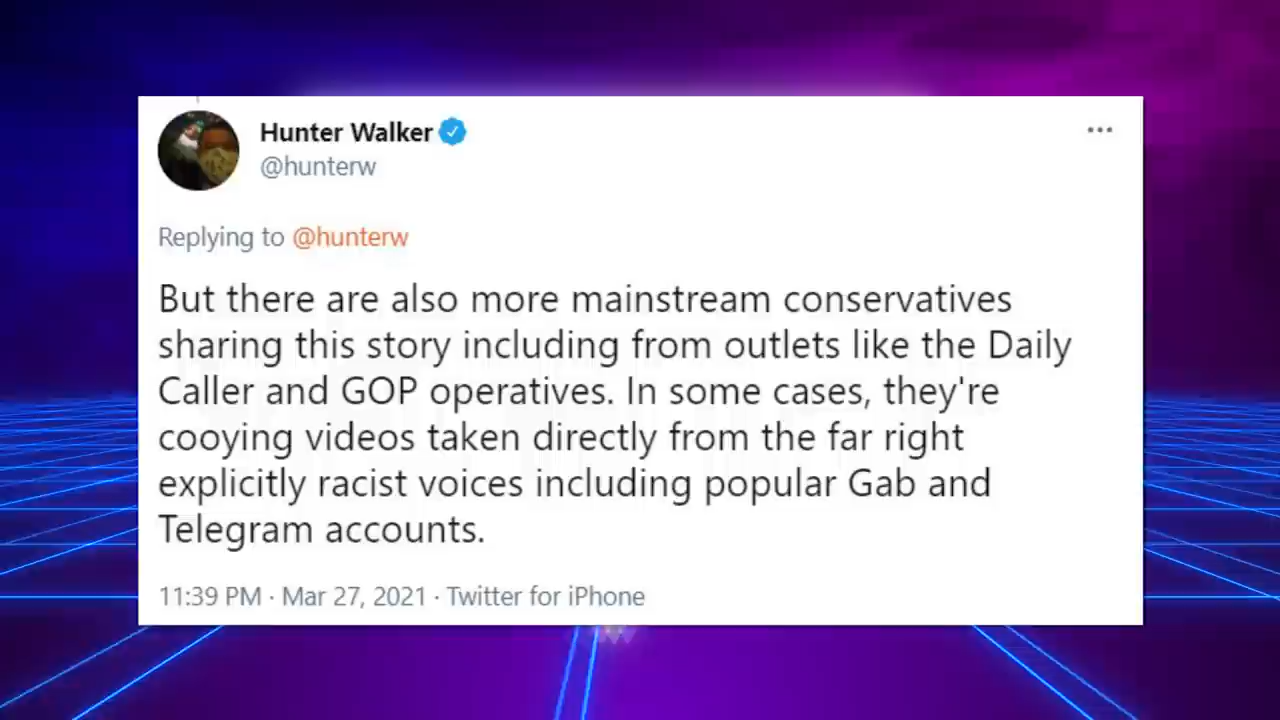 Hunter Walker
@hunterw
Replying to @hunterw
But there are also more mainstream conservatives
sharing this story including from outlets like the Daily
Caller and GOP operatives. In some cases, they're
cooying videos taken directly from the far right
explicitly racist voices including popular Gab and
Telegram accounts.
11:39 PM · Mar 27, 2021 · Twitter for iPhone